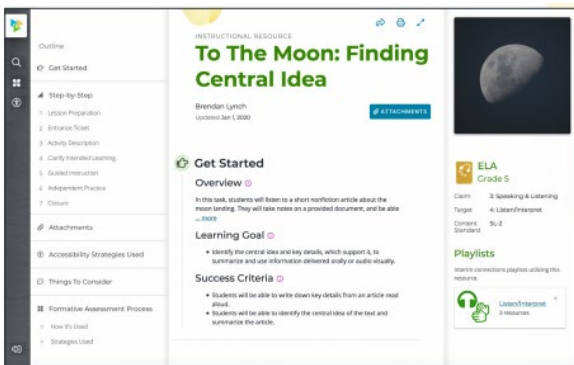 Outline
Get Started
Step-by-Step
1 Lesson Preparation
2 Entrance Ticket
3 Activity Description
4 Clarify Intended Learning
5 Guided Instruction
6 Independent Practice
7 Closure
Attachments
Accessibility Strategies Used
Things To Consider
Formative Assessment Process
How It's Used
Strategies Used
INSTRUCTIONAL RESOURCE
To The Moon: Finding
Central Idea
Brendan Lynch
Updated Jan 1, 2020
ATTACHMENTS
Get Started
Overview
In this task, students will listen to a short nonfiction article about the
moon landing. They will take notes on a provided document, and be able
... more
Learning Goal
• Identify the central idea and key details, which support it, to
summarize and use information delivered orally or audio visually.
Success Criteria
• Students will be able to write down key details from an article read
aloud.
• Students will be able to identify the central idea of the text and
summarize the article.
ELA
Grade 5
Claim 3: Speaking & Listening
Target 4: Listen/Interpret
Content SL-2
Standard
Playlists
Interim connections playlists utilizing this
resource.
Listen/Interpret
3 resources